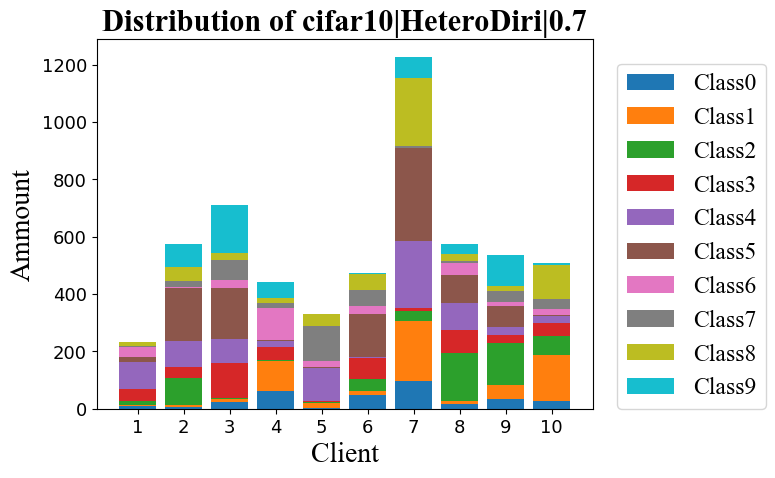 Distribution of cifar10|HeteroDiri|0.7
Ammount
1200
1000
800
600
400
200
0
1 2 3 4 5 6 7 8 9 10
Client
Class0
Class1
Class2
Class3
Class4
Class5
Class6
Class7
Class8
Class9